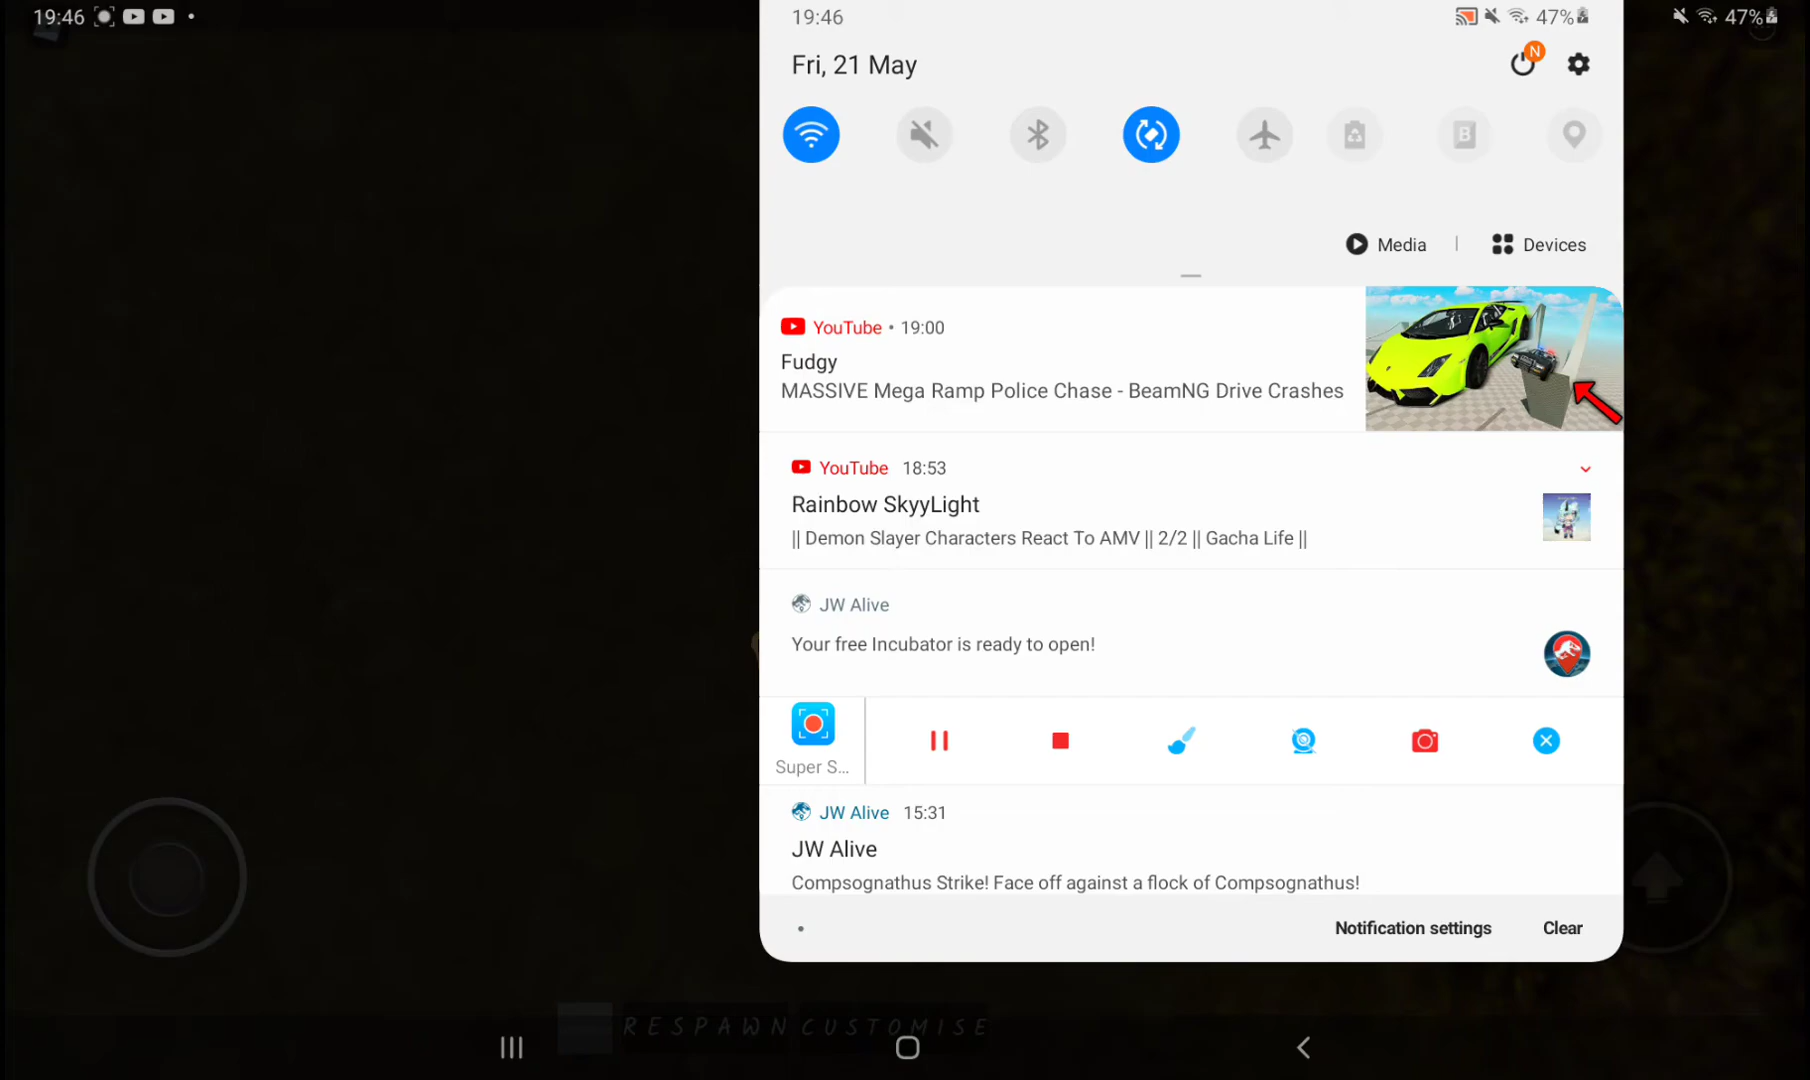 19:46
47%
19:46
47%
Fri, 21 May
N
B
Media | Devices
YouTube • 19:00
Fudgy
MASSIVE Mega Ramp Police Chase - BeamNG Drive Crashes
YouTube 18:53
Rainbow SkyyLight
|| Demon Slayer Characters React To AMV || 2/2 || Gacha Life ||
JW Alive
Your free Incubator is ready to open!
Super S...
JW Alive 15:31
JW Alive
Compsognathus Strike! Face off against a flock of Compsognathus!
Notification settings Clear
RESPAWN CUSTOMISE